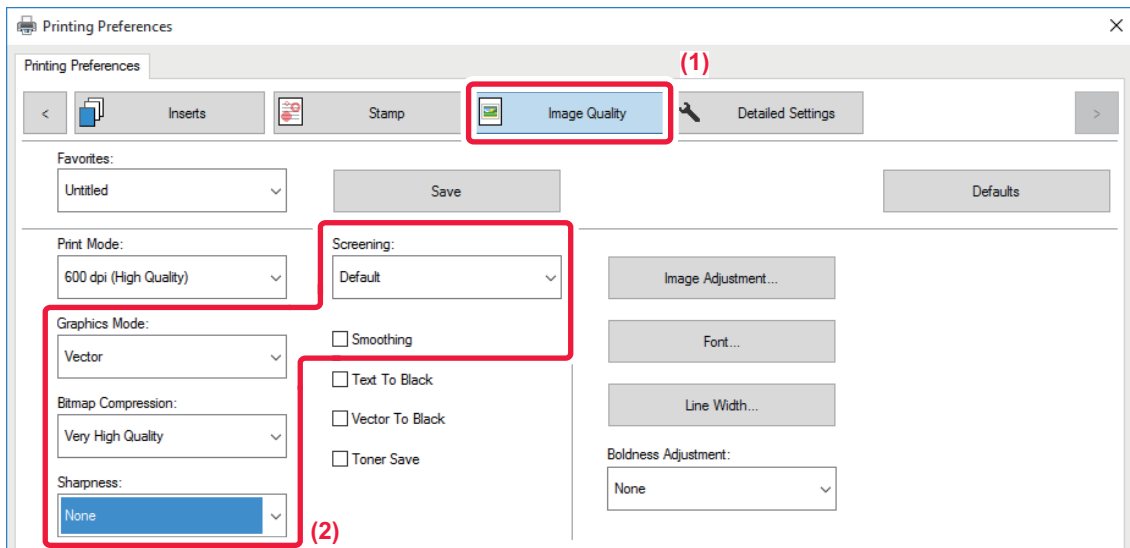 Printing Preferences
Printing Preferences
(1)
<
Inserts
Stamp
Image Quality
Detailed Settings
>
Favorites:
Untitled
Save
Defaults
Print Mode:
600 dpi (High Quality)
Screening:
Default
Image Adjustment...
Graphics Mode:
Vector
Smoothing
Font...
Text To Black
Bitmap Compression:
Very High Quality
Vector To Black
Line Width...
Toner Save
Sharpness:
None
Boldness Adjustment:
None
(2)